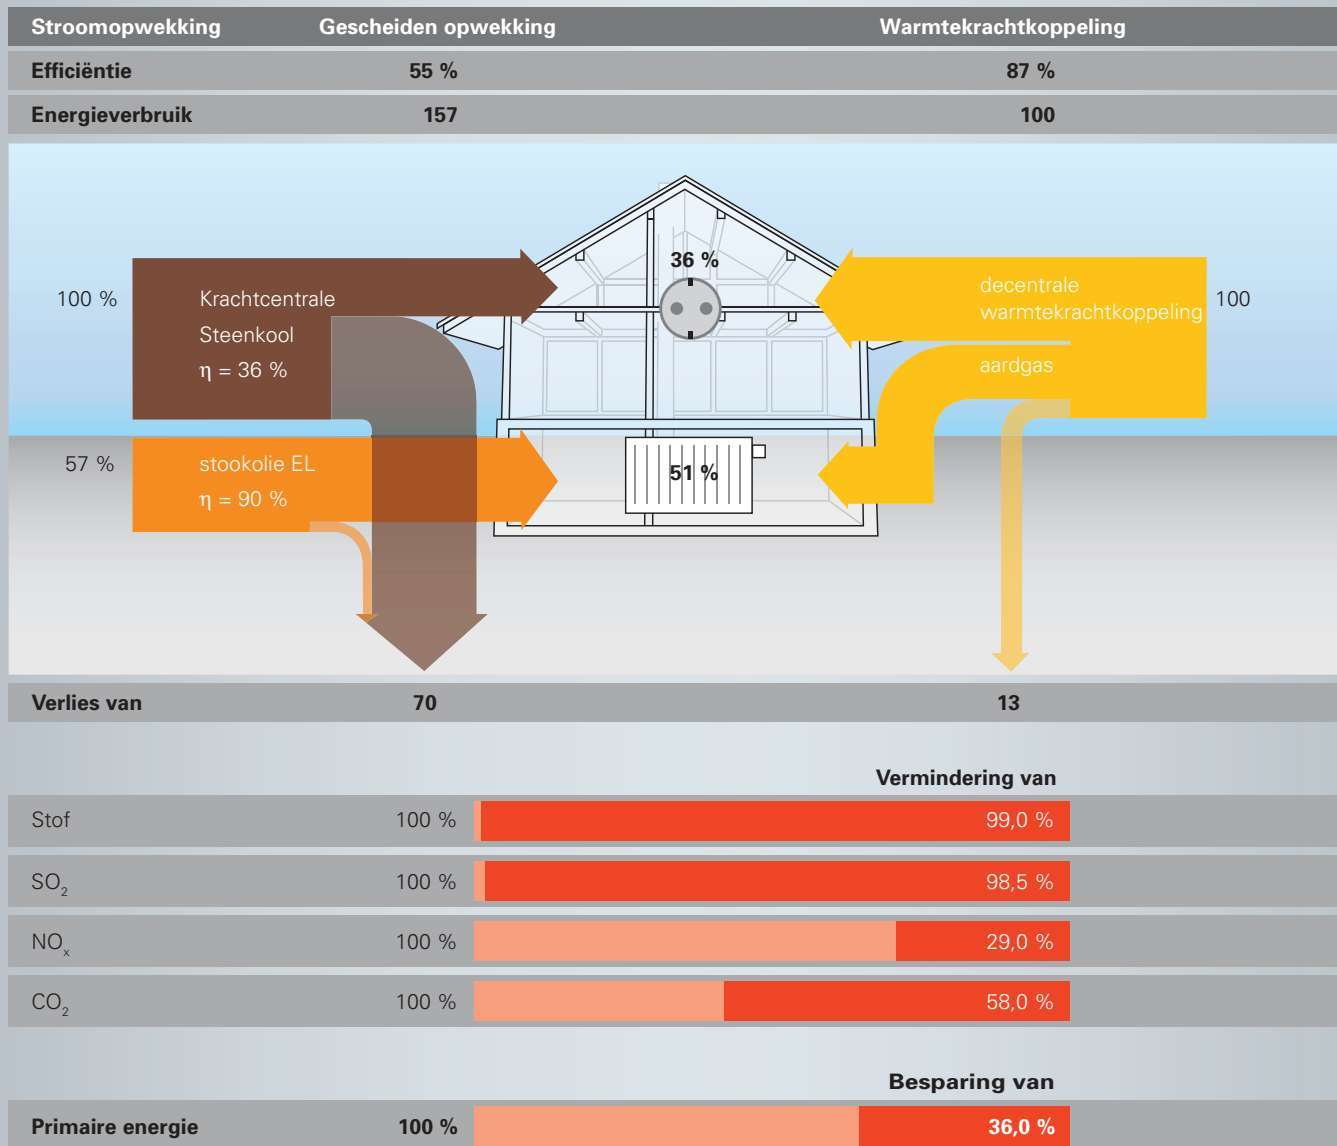 Stroomopwekking Gescheiden opwekking Warmtekrachtkoppeling
Efficiëntie 55 % 87 %
Energieverbruik 157 100
36 %
100 % Krachtcentrale
Steenkool
η = 36 %
decentrale
warmtekrachtkoppeling 100
aardgas
57 % stookolie EL
η = 90 %
51 %
Verlies van 70 13
Vermindering van
Stof 100 % 99,0 %
SO₂ 100 % 98,5 %
NOₓ 100 % 29,0 %
CO₂ 100 % 58,0 %
Besparing van
Primaire energie 100 % 36,0 %